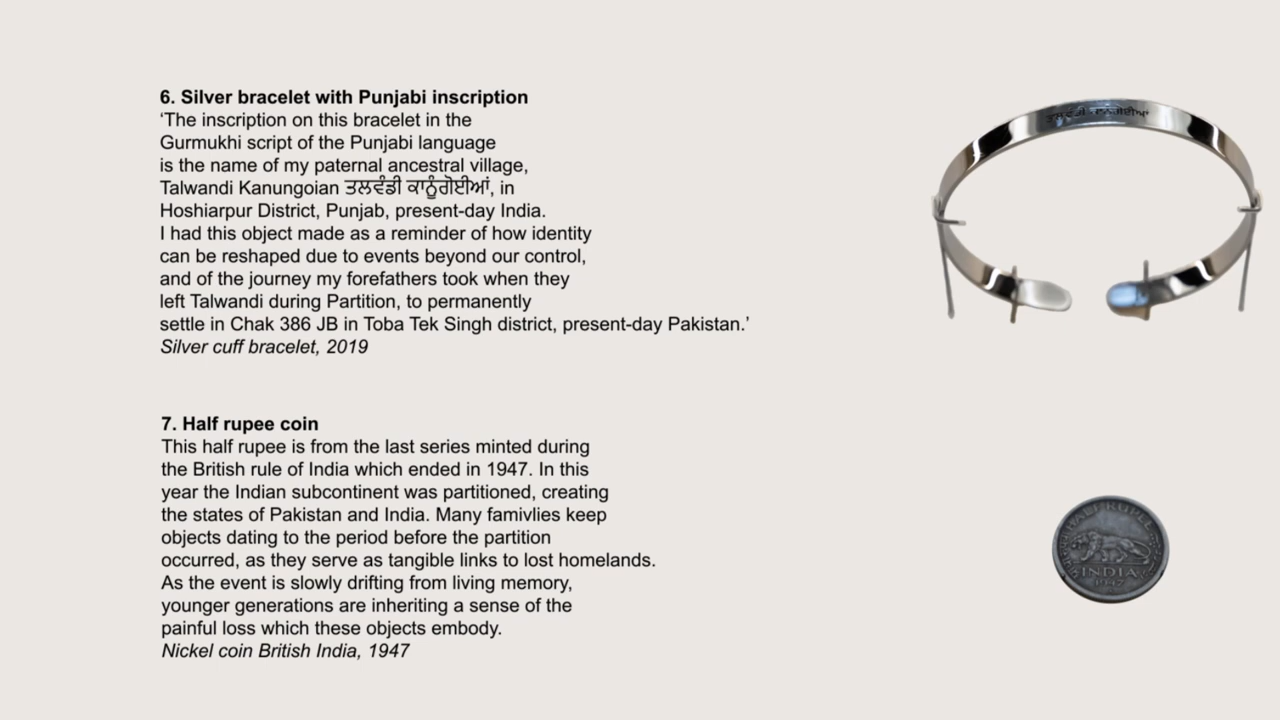 6. Silver bracelet with Punjabi inscription
‘The inscription on this bracelet in the
Gurmukhi script of the Punjabi language
is the name of my paternal ancestral village,
Talwandi Kanungoian ਤਲਵੰਡੀ ਕਾਨੂੰਗੋਈਆਂ, in
Hoshiarpur District, Punjab, present-day India.
I had this object made as a reminder of how identity
can be reshaped due to events beyond our control,
and of the journey my forefathers took when they
left Talwandi during Partition, to permanently
settle in Chak 386 JB in Toba Tek Singh district, present-day Pakistan.’
Silver cuff bracelet, 2019
7. Half rupee coin
This half rupee is from the last series minted during
the British rule of India which ended in 1947. In this
year the Indian subcontinent was partitioned, creating
the states of Pakistan and India. Many famivlies keep
objects dating to the period before the partition
occurred, as they serve as tangible links to lost homelands.
As the event is slowly drifting from living memory,
younger generations are inheriting a sense of the
painful loss which these objects embody.
Nickel coin British India, 1947
HALF RUPEE
INDIA
1947